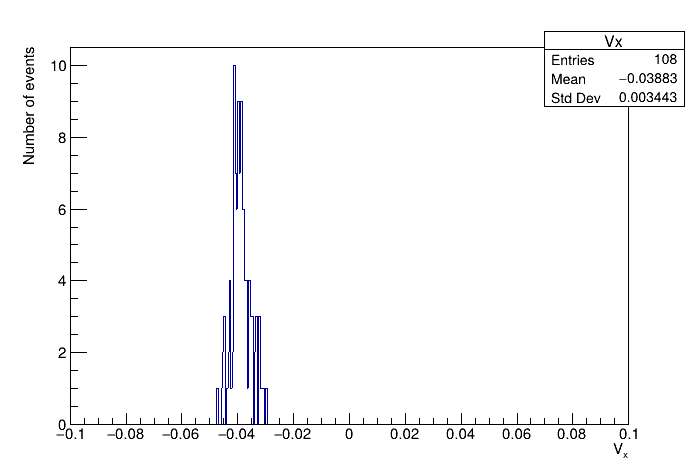 Vx
Entries 108
Mean −0.03883
Std Dev 0.003443
Number of events
10
8
6
4
2
0
−0.1 −0.08 −0.06 −0.04 −0.02 0 0.02 0.04 0.06 0.08 0.1
Vx